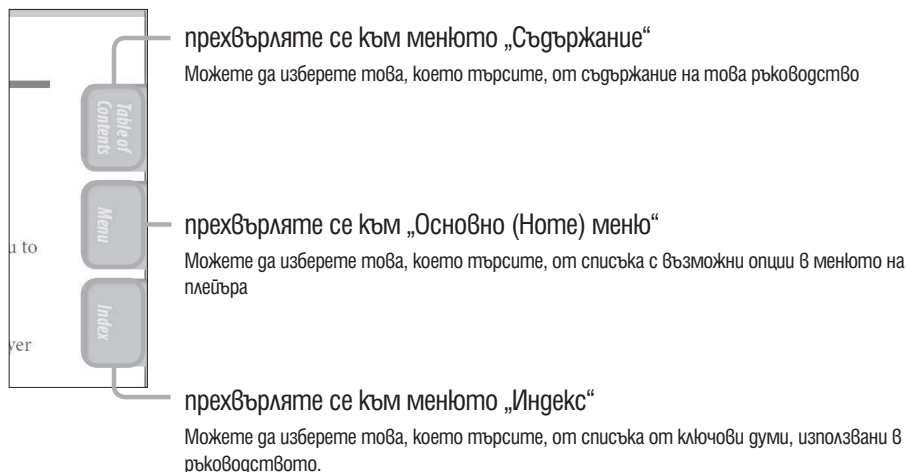 прехвърляте се към менюто „Съдържание“
Можете да изберете това, което търсите, от съдържание на това ръководство
Table of
Contents
Menu
u to
прехвърляте се към „Основно (Home) меню“
Можете да изберете това, което търсите, от списъка с възможни опции в менюто на
плейъра
Index
yer
прехвърляте се към менюто „Индекс“
Можете да изберете това, което търсите, от списъка от ключови думи, използвани в
ръководството.